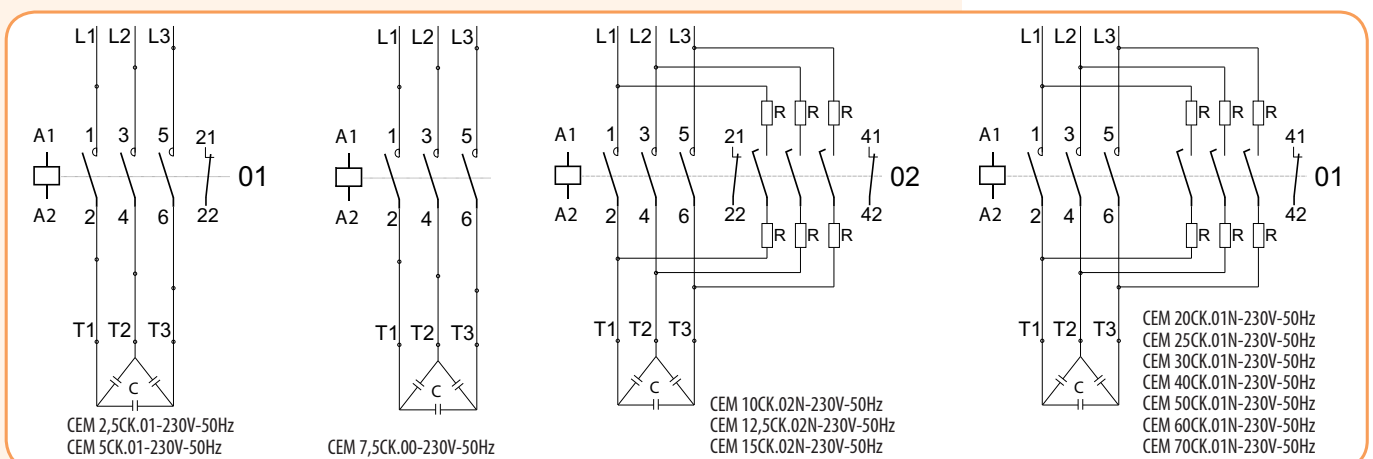 L1 L2 L3
A1 1 3 5 21
01
A2 2 4 6 22
T1 T2 T3
C
CEM 2,5CK.01-230V-50Hz
CEM 5CK.01-230V-50Hz
L1 L2 L3
A1 1 3 5
A2 2 4 6
T1 T2 T3
C
CEM 7,5CK.00-230V-50Hz
L1 L2 L3
R R R
A1 1 3 5 21 41
02
A2 2 4 6 22 42
R R R
T1 T2 T3
C
CEM 10CK.02N-230V-50Hz
CEM 12,5CK.02N-230V-50Hz
CEM 15CK.02N-230V-50Hz
L1 L2 L3
R R R
A1 1 3 5 41
01
A2 2 4 6 42
R R R
T1 T2 T3
C
CEM 20CK.01N-230V-50Hz
CEM 25CK.01N-230V-50Hz
CEM 30CK.01N-230V-50Hz
CEM 40CK.01N-230V-50Hz
CEM 50CK.01N-230V-50Hz
CEM 60CK.01N-230V-50Hz
CEM 70CK.01N-230V-50Hz